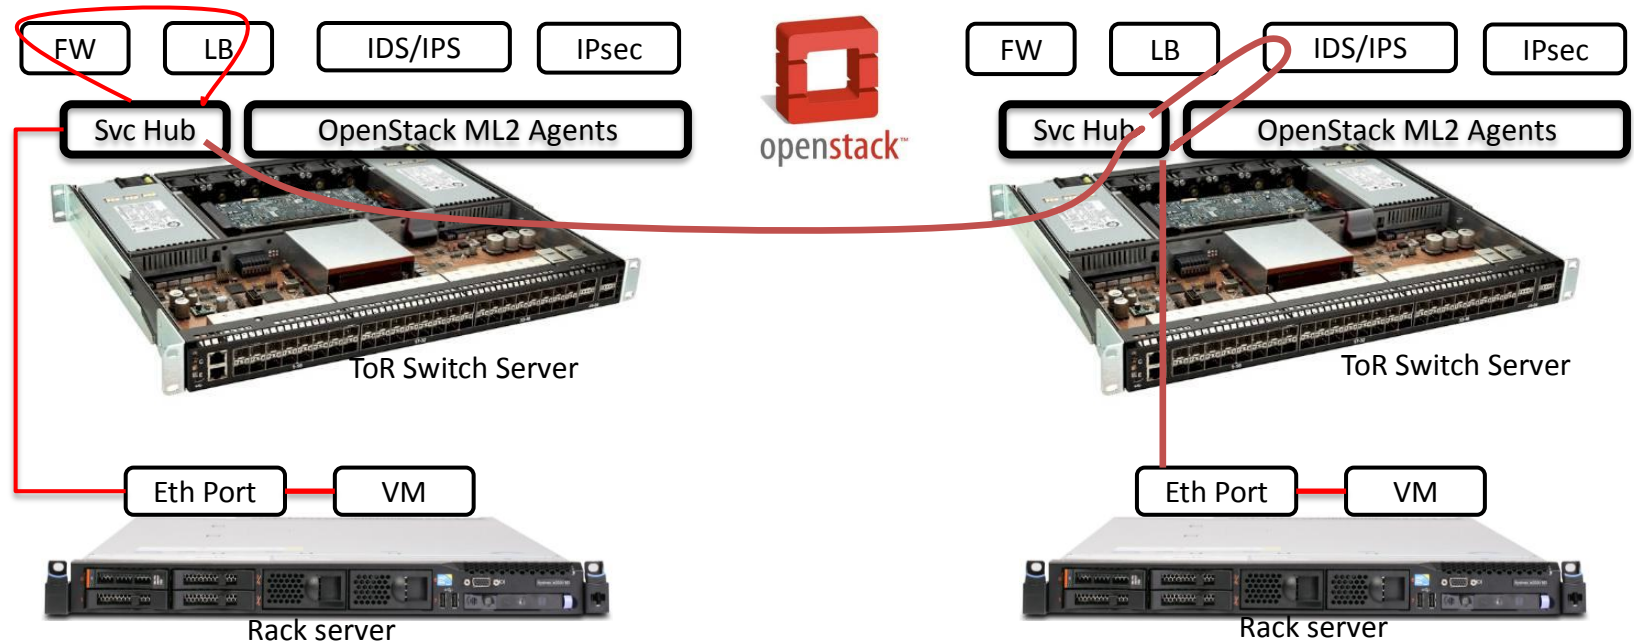 FW
LB
IDS/IPS
IPsec
Svc Hub
OpenStack ML2 Agents
openstack™
FW
LB
IDS/IPS
IPsec
Svc Hub
OpenStack ML2 Agents
ToR Switch Server
ToR Switch Server
Eth Port
VM
Eth Port
VM
Rack server
Rack server